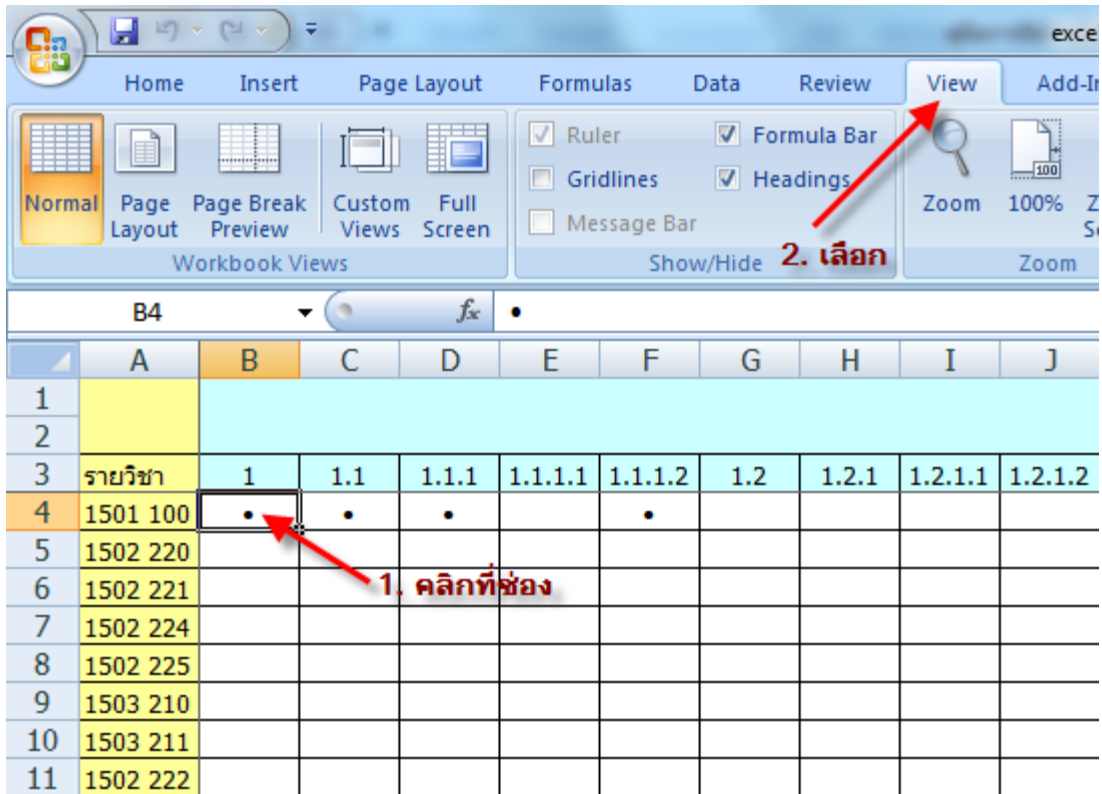 excel
Home Insert Page Layout Formulas Data Review View Add-In
Normal Page Layout Page Break Preview Custom Views Full Screen
Workbook Views
Ruler Formula Bar
Gridlines Headings
Message Bar
Show/Hide
Zoom 100%
Zoom
2. เลือก
B4 fx •
A B C D E F G H I J
1
2
3 รายวิชา 1 1.1 1.1.1 1.1.1.1 1.1.1.2 1.2 1.2.1 1.2.1.1 1.2.1.2
4 1501 100 • • • •
5 1502 220
1. คลิกที่ช่อง
6 1502 221
7 1502 224
8 1502 225
9 1503 210
10 1503 211
11 1502 222